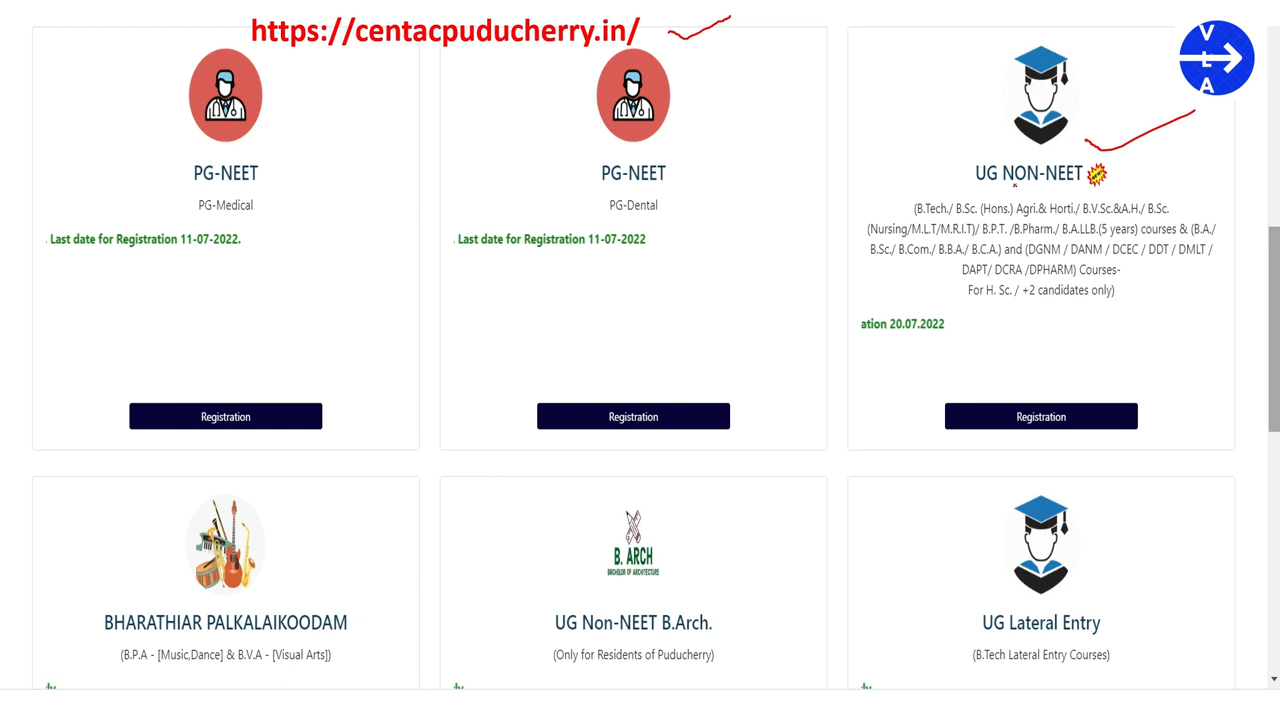 https://centacpuducherry.in/
V
L
A
PG-NEET
PG-Medical
. Last date for Registration 11-07-2022.
Registration
PG-NEET
PG-Dental
. Last date for Registration 11-07-2022
Registration
UG NON-NEET
(B.Tech./ B.Sc. (Hons.) Agri.& Horti./ B.V.Sc.&A.H./ B.Sc.
(Nursing/M.L.T/M.R.I.T)/ B.P.T. /B.Pharm./ B.A.LLB.(5 years) courses & (B.A./
B.Sc./ B.Com./ B.B.A./ B.C.A.) and (DGNM / DANM / DCEC / DDT / DMLT /
DAPT/ DCRA /DPHARM) Courses-
For H. Sc. / +2 candidates only)
ation 20.07.2022
Registration
BHARATHIAR PALKALAIKOODAM
(B.P.A - [Music,Dance] & B.V.A - [Visual Arts])
B. ARCH
BACHELOR OF ARCHITECTURE
UG Non-NEET B.Arch.
(Only for Residents of Puducherry)
UG Lateral Entry
(B.Tech Lateral Entry Courses)